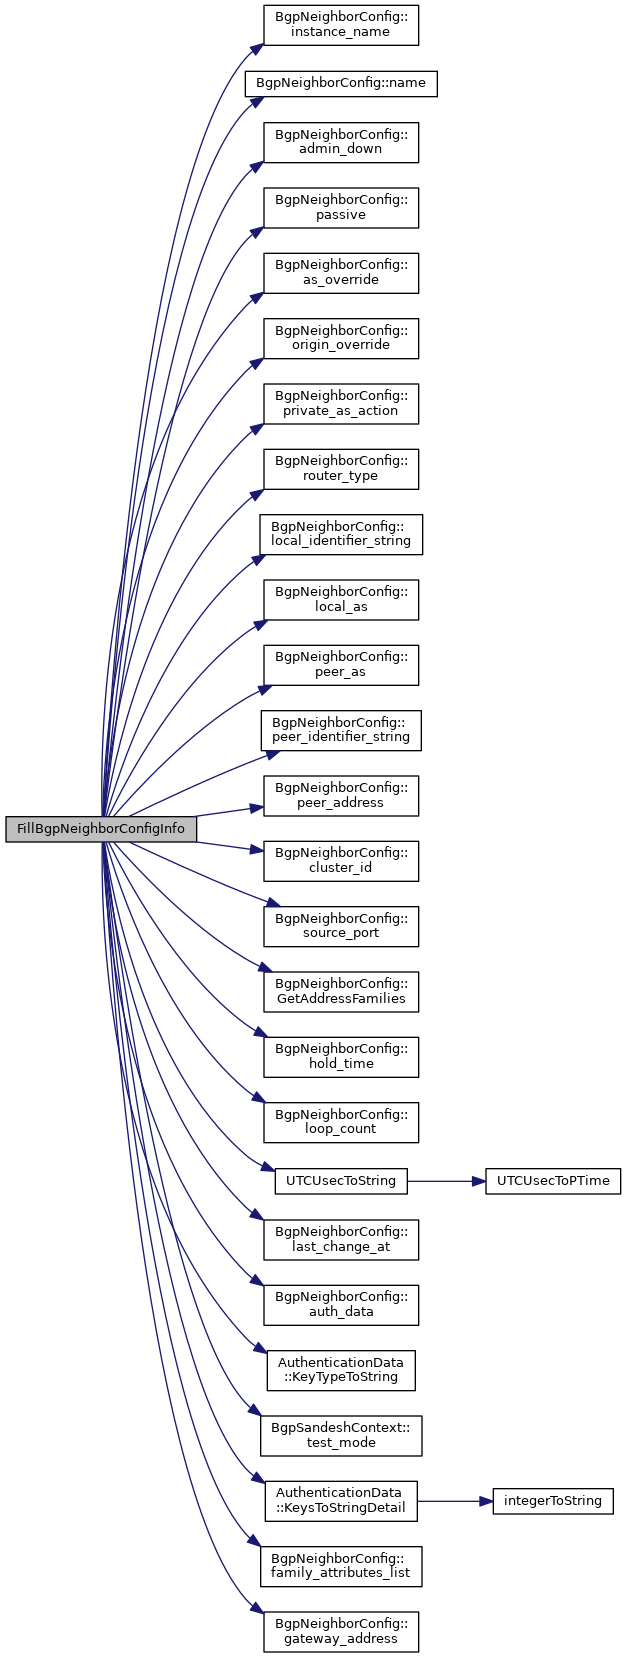 BgpNeighborConfig::
instance_name
BgpNeighborConfig::name
BgpNeighborConfig::
admin_down
BgpNeighborConfig::
passive
BgpNeighborConfig::
as_override
BgpNeighborConfig::
origin_override
BgpNeighborConfig::
private_as_action
BgpNeighborConfig::
router_type
BgpNeighborConfig::
local_identifier_string
BgpNeighborConfig::
local_as
BgpNeighborConfig::
peer_as
BgpNeighborConfig::
peer_identifier_string
BgpNeighborConfig::
peer_address
FillBgpNeighborConfigInfo
BgpNeighborConfig::
cluster_id
BgpNeighborConfig::
source_port
BgpNeighborConfig::
GetAddressFamilies
BgpNeighborConfig::
hold_time
BgpNeighborConfig::
loop_count
UTCUsecToString
UTCUsecToPTime
BgpNeighborConfig::
last_change_at
BgpNeighborConfig::
auth_data
AuthenticationData
::KeyTypeToString
BgpSandeshContext::
test_mode
AuthenticationData
::KeysToStringDetail
integerToString
BgpNeighborConfig::
family_attributes_list
BgpNeighborConfig::
gateway_address